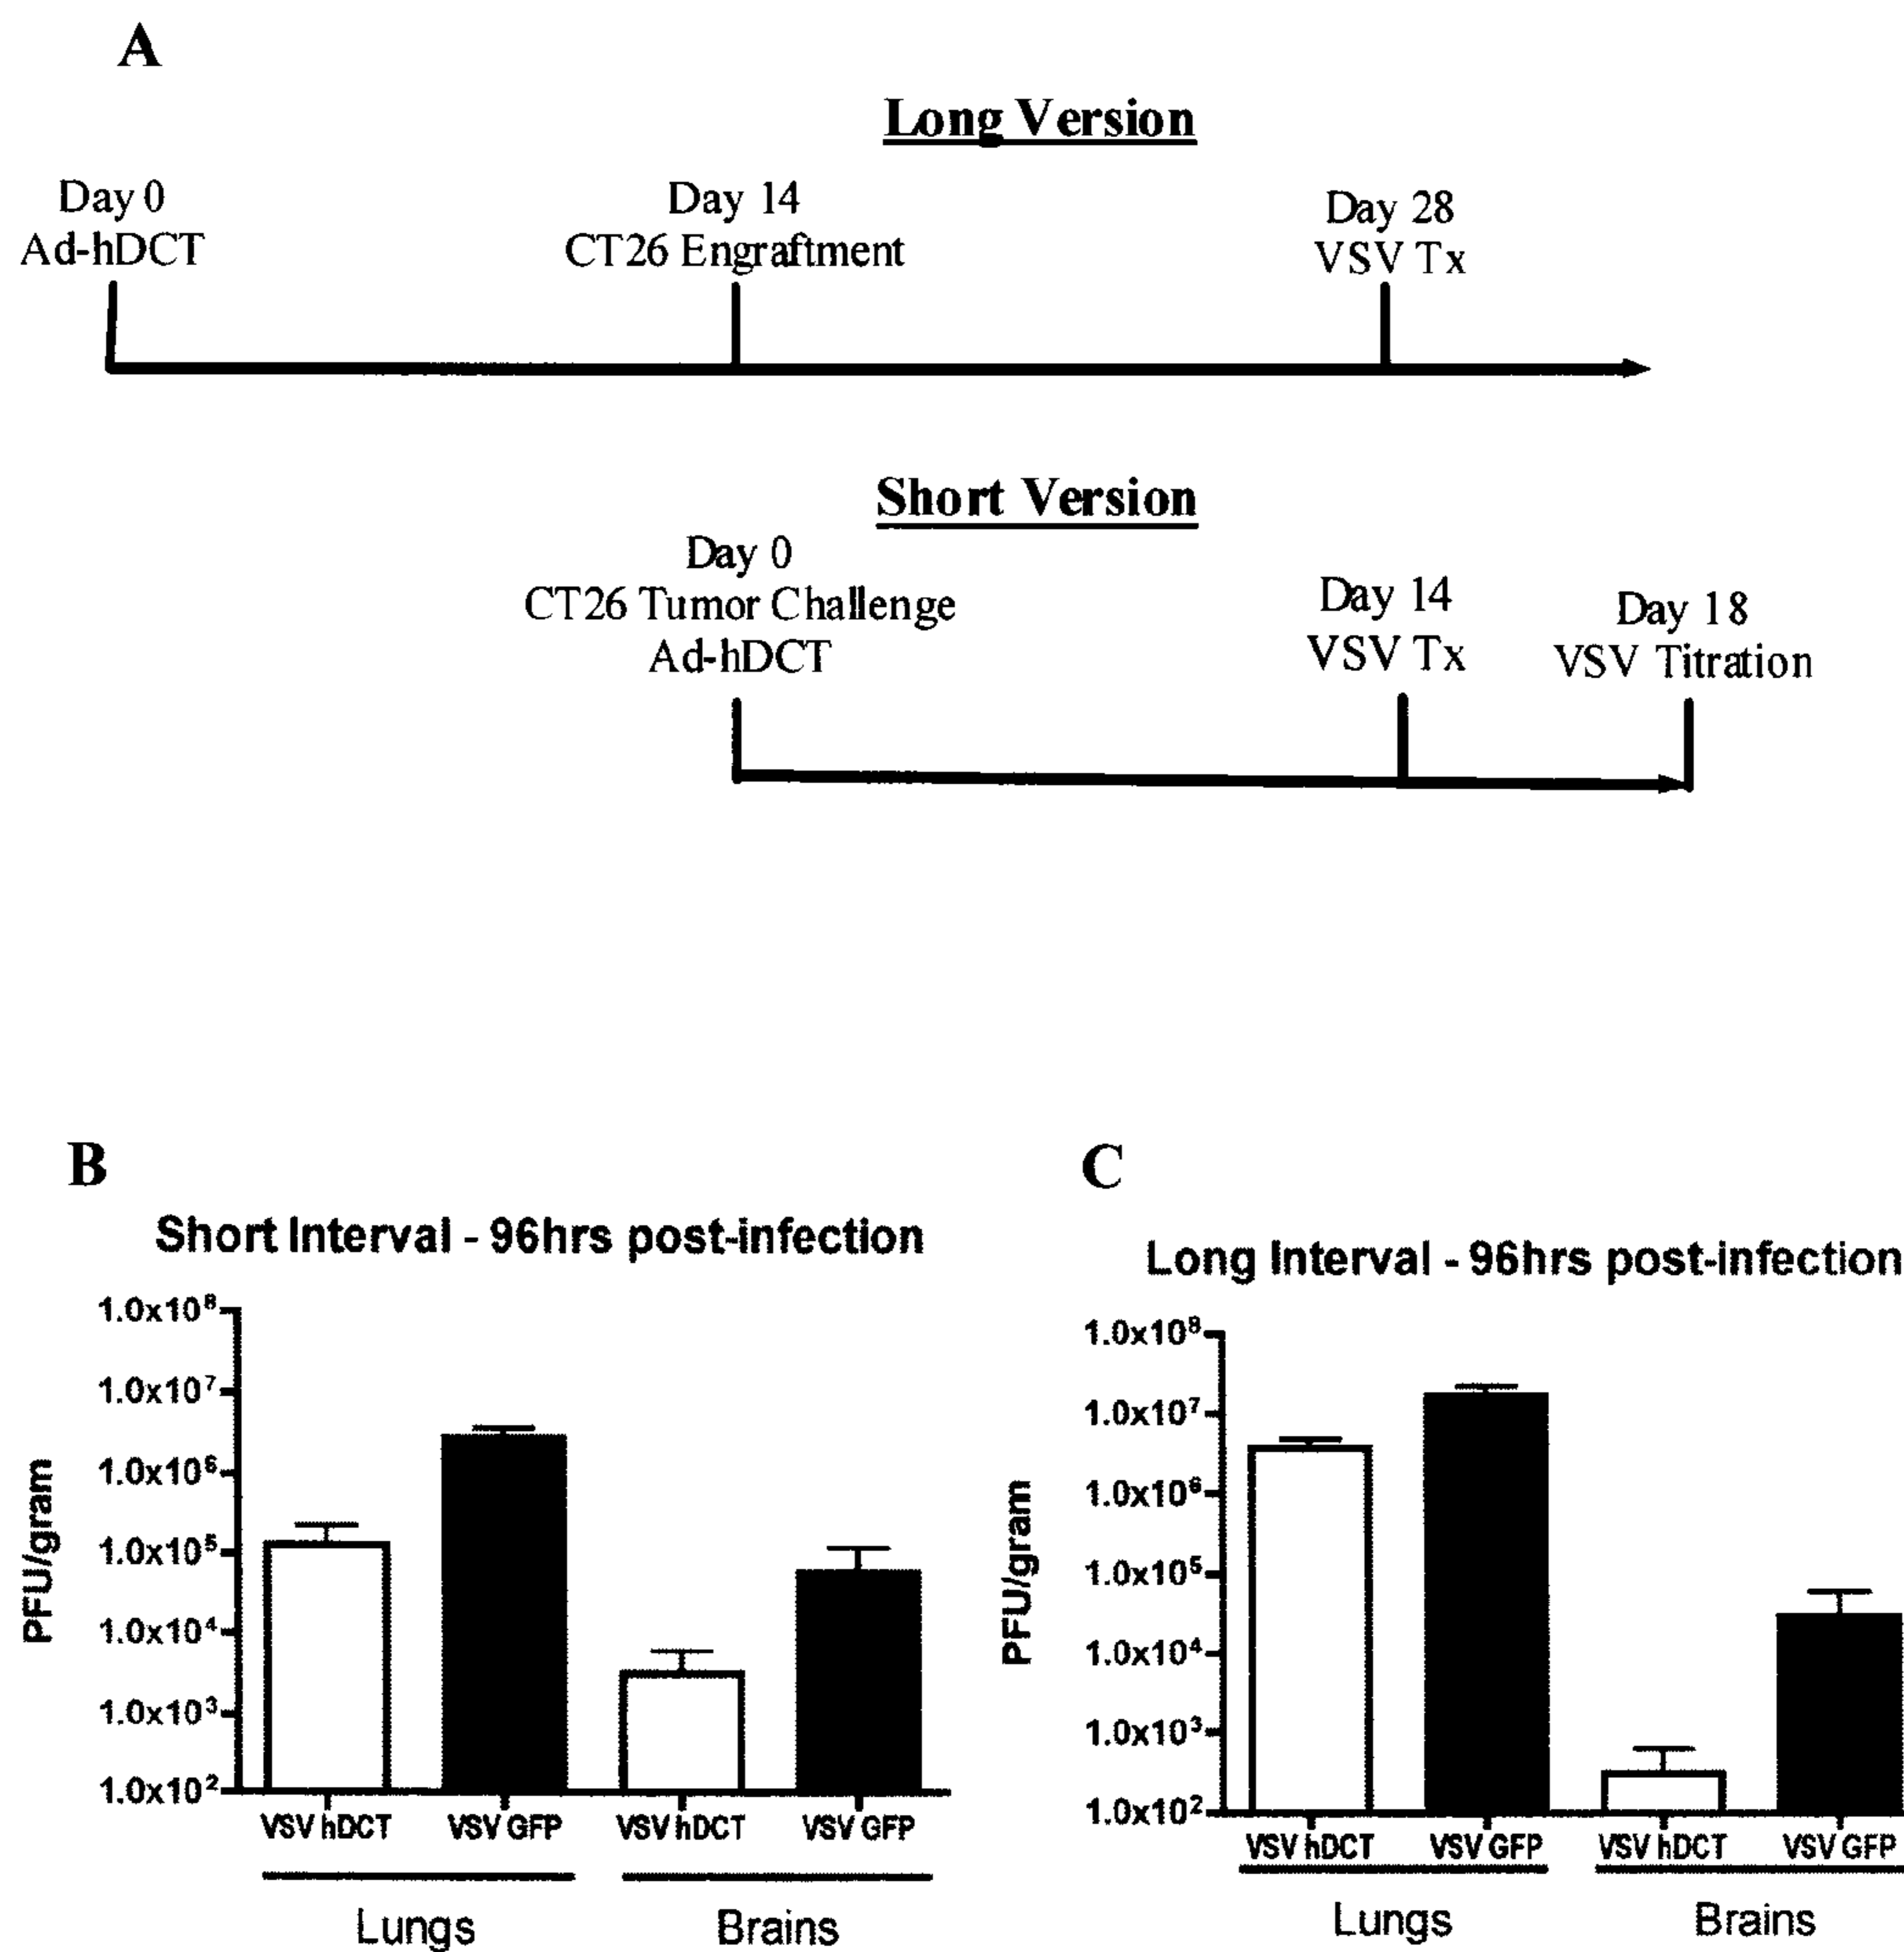 A
Long Version
Day 0
Ad-hDCT
Day 14
CT26 Engraftment
Day 28
VSV Tx
Short Version
Day 0
CT26 Tumor Challenge
Ad-hDCT
Day 14
VSV Tx
Day 18
VSV Titration
B
Short Interval - 96hrs post-infection
PFU/gram
1.0x10⁸
1.0x10⁷
1.0x10⁶
1.0x10⁵
1.0x10⁴
1.0x10³
1.0x10²
VSV hDCT
VSV GFP
VSV hDCT
VSV GFP
Lungs
Brains
C
Long Interval - 96hrs post-infection
PFU/gram
1.0x10⁸
1.0x10⁷
1.0x10⁶
1.0x10⁵
1.0x10⁴
1.0x10³
1.0x10²
VSV hDCT
VSV GFP
VSV hDCT
VSV GFP
Lungs
Brains